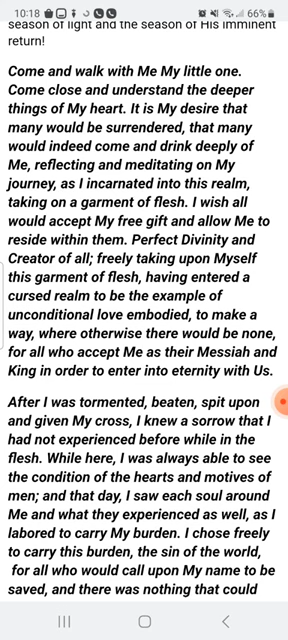 10:18
66%
season of light and the season of His imminent
return!
Come and walk with Me My little one.
Come close and understand the deeper
things of My heart. It is My desire that
many would be surrendered, that many
would indeed come and drink deeply of
Me, reflecting and meditating on My
journey, as I incarnated into this realm,
taking on a garment of flesh. I wish all
would accept My free gift and allow Me to
reside within them. Perfect Divinity and
Creator of all; freely taking upon Myself
this garment of flesh, having entered a
cursed realm to be the example of
unconditional love embodied, to make a
way, where otherwise there would be none,
for all who accept Me as their Messiah and
King in order to enter into eternity with Us.
After I was tormented, beaten, spit upon
and given My cross, I knew a sorrow that I
had not experienced before while in the
flesh. While here, I was always able to see
the condition of the hearts and motives of
men; and that day, I saw each soul around
Me and what they experienced as well, as I
labored to carry My burden. I chose freely
to carry this burden, the sin of the world,
for all who would call upon My name to be
saved, and there was nothing that could